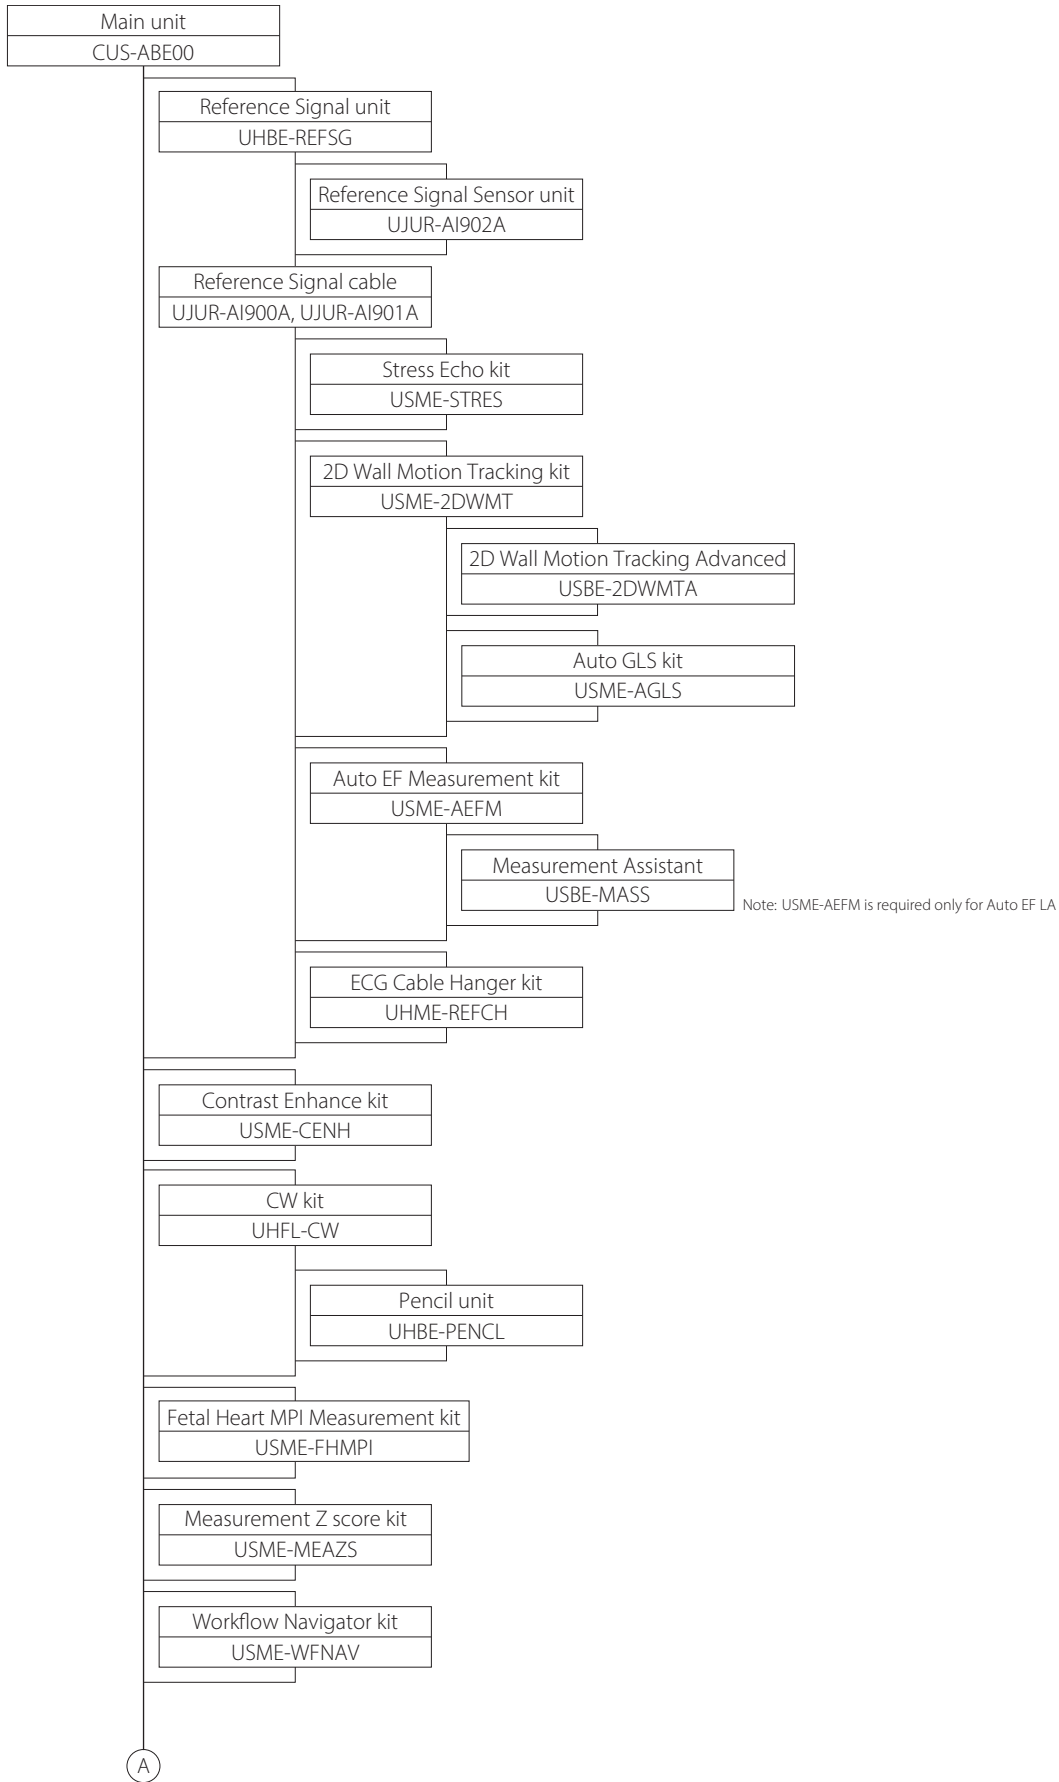 Main unit
CUS-ABE00
Reference Signal unit
UHBE-REFSG
Reference Signal Sensor unit
UJUR-AI902A
Reference Signal cable
UJUR-AI900A, UJUR-AI901A
Stress Echo kit
USME-STRES
2D Wall Motion Tracking kit
USME-2DWMT
2D Wall Motion Tracking Advanced
USBE-2DWMTA
Auto GLS kit
USME-AGLS
Auto EF Measurement kit
USME-AEFM
Measurement Assistant
USBE-MASS
Note: USME-AEFM is required only for Auto EF LA
ECG Cable Hanger kit
UHME-REFCH
Contrast Enhance kit
USME-CENH
CW kit
UHFL-CW
Pencil unit
UHBE-PENCL
Fetal Heart MPI Measurement kit
USME-FHMPI
Measurement Z score kit
USME-MEAZS
Workflow Navigator kit
USME-WFNAV
A